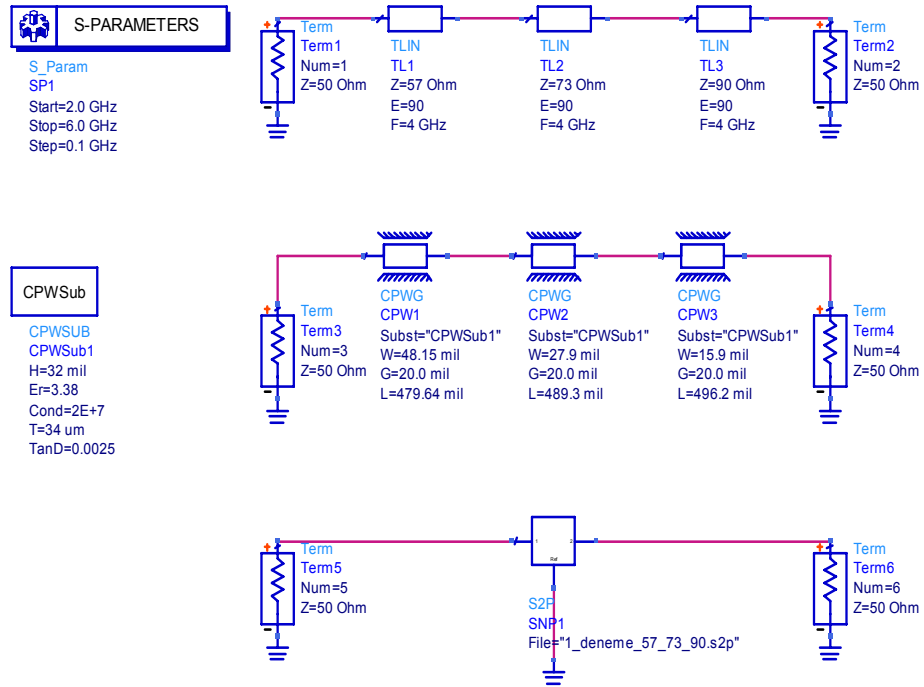 S-PARAMETERS
S_Param
SP1
Start=2.0 GHz
Stop=6.0 GHz
Step=0.1 GHz
Term
Term1
Num=1
Z=50 Ohm
TLIN
TL1
Z=57 Ohm
E=90
F=4 GHz
TLIN
TL2
Z=73 Ohm
E=90
F=4 GHz
TLIN
TL3
Z=90 Ohm
E=90
F=4 GHz
Term
Term2
Num=2
Z=50 Ohm
CPWSub
CPWSUB
CPWSub1
H=32 mil
Er=3.38
Cond=2E+7
T=34 um
TanD=0.0025
Term
Term3
Num=3
Z=50 Ohm
CPWG
CPW1
Subst="CPWSub1"
W=48.15 mil
G=20.0 mil
L=479.64 mil
CPWG
CPW2
Subst="CPWSub1"
W=27.9 mil
G=20.0 mil
L=489.3 mil
CPWG
CPW3
Subst="CPWSub1"
W=15.9 mil
G=20.0 mil
L=496.2 mil
Term
Term4
Num=4
Z=50 Ohm
Term
Term5
Num=5
Z=50 Ohm
1 2
Ref
S2P
SNP1
File="1_deneme_57_73_90.s2p"
Term
Term6
Num=6
Z=50 Ohm